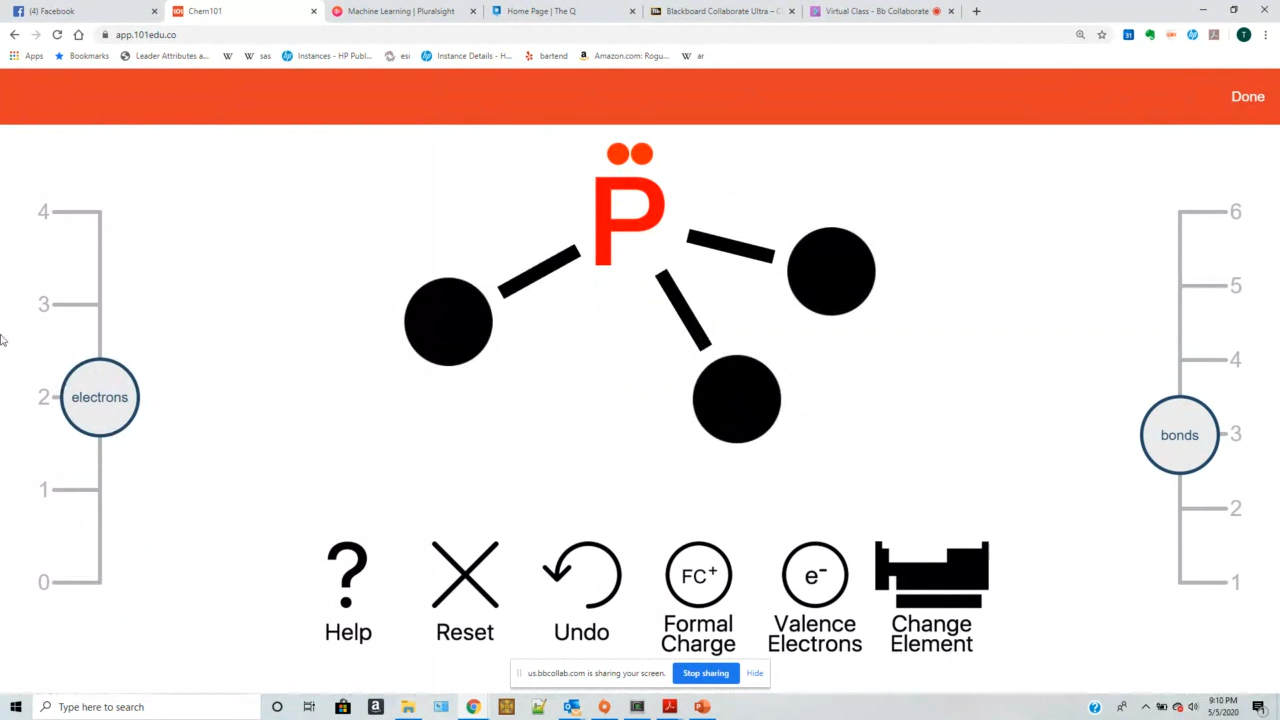 (4) Facebook
Chem101
Machine Learning | Pluralsight
Home Page | The Q
Blackboard Collaborate Ultra – C
Virtual Class - Bb Collaborate
app.101edu.co
Apps
Bookmarks
Leader Attributes a...
sas
Instances - HP Publ...
esi
Instance Details - H...
bartend
Amazon.com: Rogu...
ar
Done
P
4
3
2
1
0
electrons
6
5
4
3
2
1
bonds
?
Help
Reset
Undo
FC+
Formal
Charge
e-
Valence
Electrons
Change
Element
us.bbcollab.com is sharing your screen.
Stop sharing
Hide
Type here to search
9:10 PM
5/5/2020